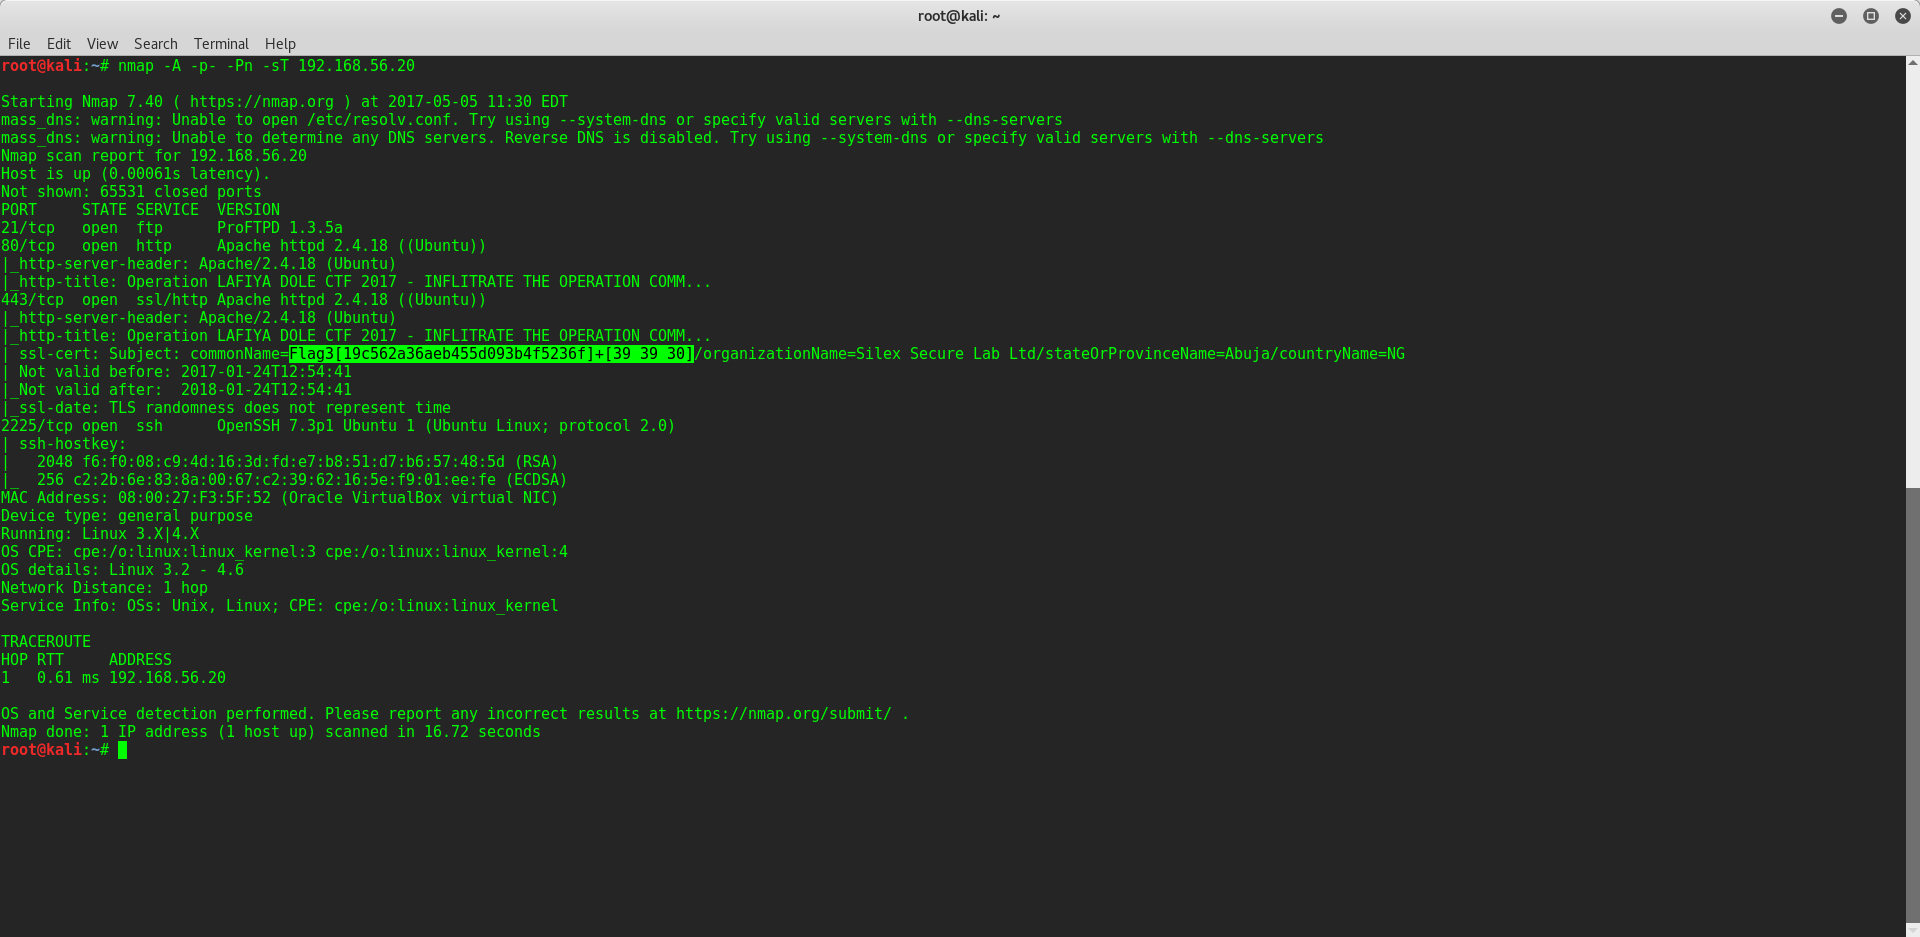 root@kali: ~
File Edit View Search Terminal Help
root@kali:~# nmap -A -p- -Pn -sT 192.168.56.20

Starting Nmap 7.40 ( https://nmap.org ) at 2017-05-05 11:30 EDT
mass_dns: warning: Unable to open /etc/resolv.conf. Try using --system-dns or specify valid servers with --dns-servers
mass_dns: warning: Unable to determine any DNS servers. Reverse DNS is disabled. Try using --system-dns or specify valid servers with --dns-servers
Nmap scan report for 192.168.56.20
Host is up (0.00061s latency).
Not shown: 65531 closed ports
PORT     STATE SERVICE  VERSION
21/tcp   open  ftp      ProFTPD 1.3.5a
80/tcp   open  http     Apache httpd 2.4.18 ((Ubuntu))
|_http-server-header: Apache/2.4.18 (Ubuntu)
|_http-title: Operation LAFIYA DOLE CTF 2017 - INFLITRATE THE OPERATION COMM...
443/tcp  open  ssl/http Apache httpd 2.4.18 ((Ubuntu))
|_http-server-header: Apache/2.4.18 (Ubuntu)
|_http-title: Operation LAFIYA DOLE CTF 2017 - INFLITRATE THE OPERATION COMM...
| ssl-cert: Subject: commonName=Flag3[19c562a36aeb455d093b4f5236f]+[39 39 30]/organizationName=Silex Secure Lab Ltd/stateOrProvinceName=Abuja/countryName=NG
| Not valid before: 2017-01-24T12:54:41
|_Not valid after:  2018-01-24T12:54:41
|_ssl-date: TLS randomness does not represent time
2225/tcp open  ssh      OpenSSH 7.3p1 Ubuntu 1 (Ubuntu Linux; protocol 2.0)
| ssh-hostkey:
|   2048 f6:f0:08:c9:4d:16:3d:fd:e7:b8:51:d7:b6:57:48:5d (RSA)
|_  256 c2:2b:6e:83:8a:00:67:c2:39:62:16:5e:f9:01:ee:fe (ECDSA)
MAC Address: 08:00:27:F3:5F:52 (Oracle VirtualBox virtual NIC)
Device type: general purpose
Running: Linux 3.X|4.X
OS CPE: cpe:/o:linux:linux_kernel:3 cpe:/o:linux:linux_kernel:4
OS details: Linux 3.2 - 4.6
Network Distance: 1 hop
Service Info: OSs: Unix, Linux; CPE: cpe:/o:linux:linux_kernel

TRACEROUTE
HOP RTT     ADDRESS
1   0.61 ms 192.168.56.20

OS and Service detection performed. Please report any incorrect results at https://nmap.org/submit/ .
Nmap done: 1 IP address (1 host up) scanned in 16.72 seconds
root@kali:~#